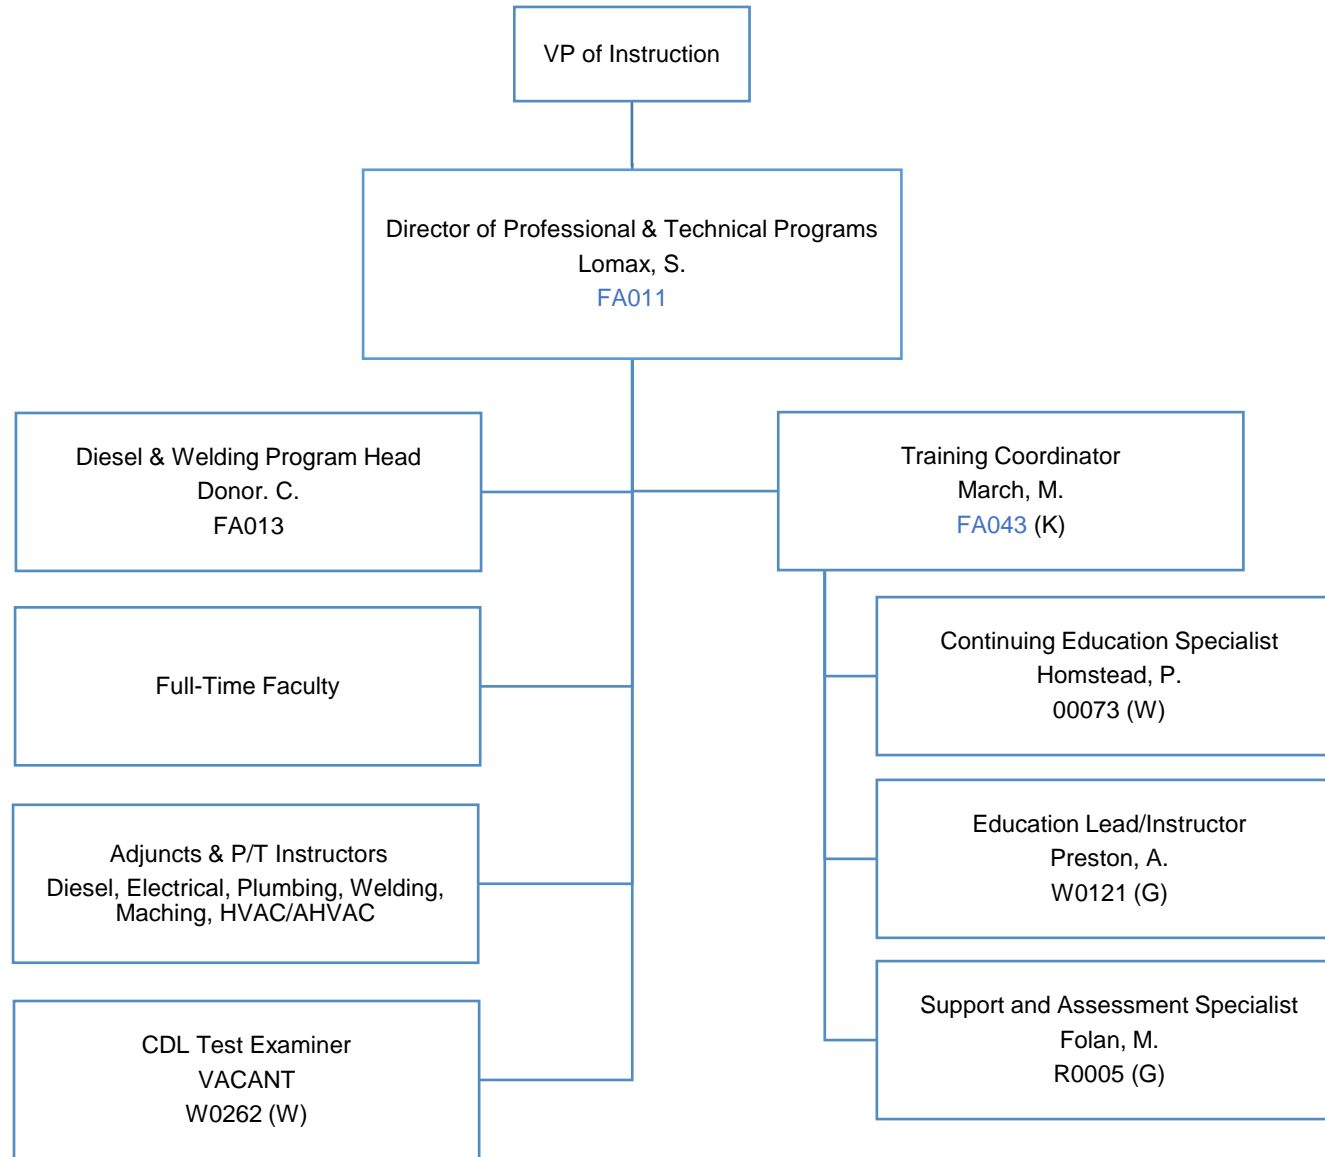 VP of Instruction
Director of Professional & Technical Programs
Lomax, S.
FA011
Diesel & Welding Program Head
Donor. C.
FA013
Training Coordinator
March, M.
FA043 (K)
Full-Time Faculty
Continuing Education Specialist
Homstead, P.
00073 (W)
Adjuncts & P/T Instructors
Diesel, Electrical, Plumbing, Welding,
Maching, HVAC/AHVAC
Education Lead/Instructor
Preston, A.
W0121 (G)
CDL Test Examiner
VACANT
W0262 (W)
Support and Assessment Specialist
Folan, M.
R0005 (G)